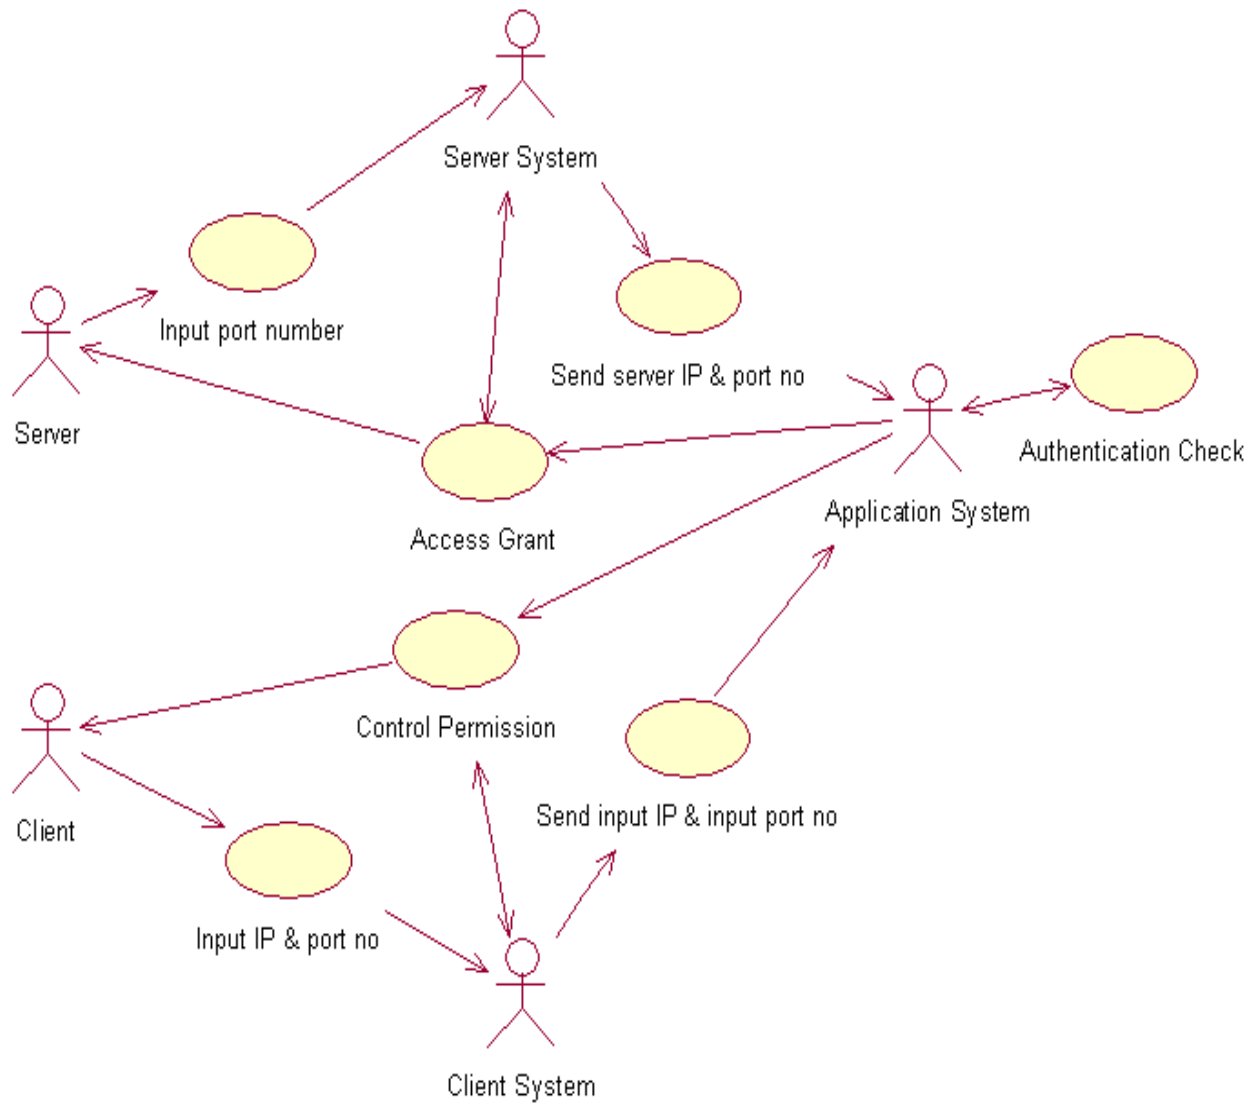 Server System
Input port number
Send server IP & port no
Server
Authentication Check
Application System
Access Grant
Control Permission
Send input IP & input port no
Client
Input IP & port no
Client System